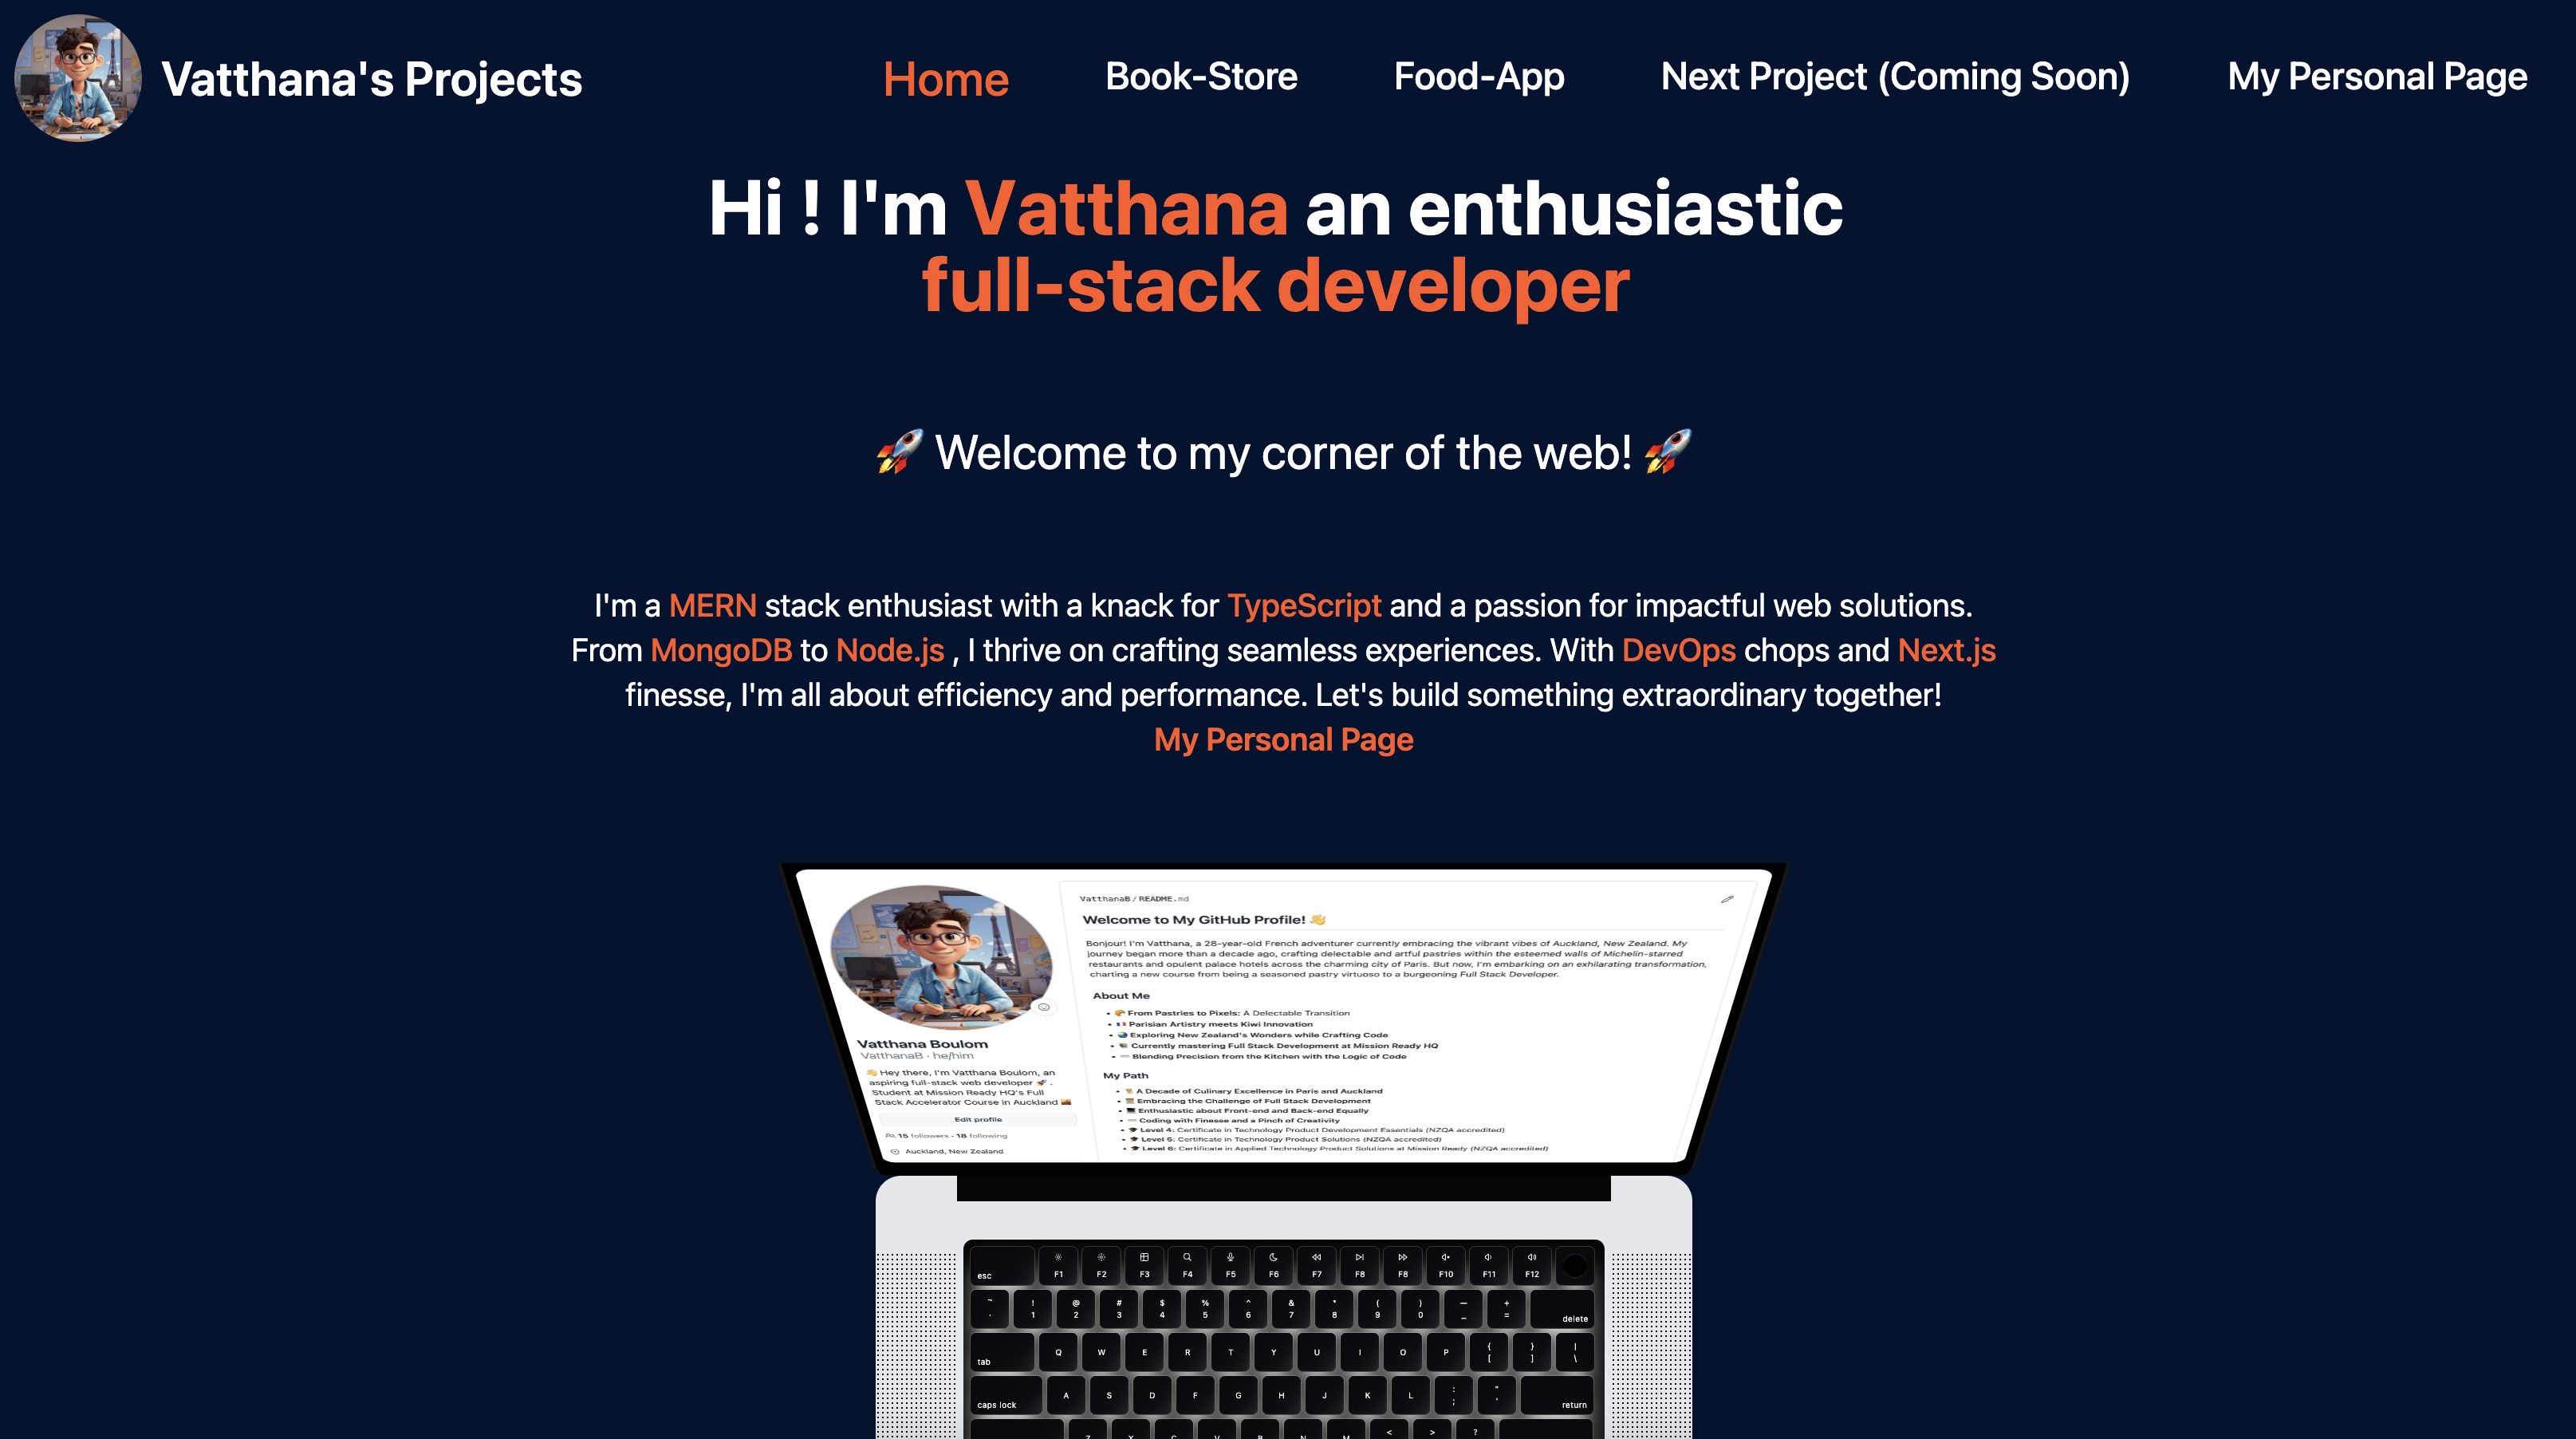 Vatthana's Projects
Home
Book-Store
Food-App
Next Project (Coming Soon)
My Personal Page
Hi ! I'm Vatthana an enthusiastic
full-stack developer
🚀 Welcome to my corner of the web! 🚀
I'm a MERN stack enthusiast with a knack for TypeScript and a passion for impactful web solutions.
From MongoDB to Node.js , I thrive on crafting seamless experiences. With DevOps chops and Next.js
finesse, I'm all about efficiency and performance. Let's build something extraordinary together!
My Personal Page
Vatthana Boulom
VatthanaB · he/him
👋 Hey there, I'm Vatthana Boulom, an
aspiring full-stack web developer 🚀 .
Student at Mission Ready HQ's Full
Stack Accelerator Course in Auckland
Edit profile
15 followers · 18 following
Auckland, New Zealand
VatthanaB / README.md
Welcome to My GitHub Profile! 👋
Bonjour! I'm Vatthana, a 28-year-old French adventurer currently embracing the vibrant vibes of Auckland, New Zealand. My
journey began more than a decade ago, crafting delectable and artful pastries within the esteemed walls of Michelin-starred
restaurants and opulent palace hotels across the charming city of Paris. But now, I'm embarking on an exhilarating transformation,
charting a new course from being a seasoned pastry virtuoso to a burgeoning Full Stack Developer.
About Me
• 🥐 From Pastries to Pixels: A Delectable Transition
• 🇫🇷 Parisian Artistry meets Kiwi Innovation
• 🌏 Exploring New Zealand's Wonders while Crafting Code
• 📚 Currently mastering Full Stack Development at Mission Ready HQ
• Blending Precision from the Kitchen with the Logic of Code
My Path
• A Decade of Culinary Excellence in Paris and Auckland
• Embracing the Challenge of Full Stack Development
• Enthusiastic about Front-end and Back-end Equally
• Coding with Finesse and a Pinch of Creativity
• 🎓 Level 4: Certificate in Technology Product Development Essentials (NZQA accredited)
• 🎓 Level 5: Certificate in Technology Product Solutions (NZQA accredited)
• 🎓 Level 6: Certificate in Applied Technology Product Solutions at Mission Ready (NZQA accredited)
esc F1 F2 F3 F4 F5 F6 F7 F8 F8 F10 F11 F12
~ ! @ # $ % ^ & * ( ) — +
` 1 2 3 4 5 6 7 8 9 0 _ = delete
tab Q W E R T Y U I O P { [ } ] | \
caps lock A S D F G H J K L : ; " ' return
Z X C V B N M < > ?